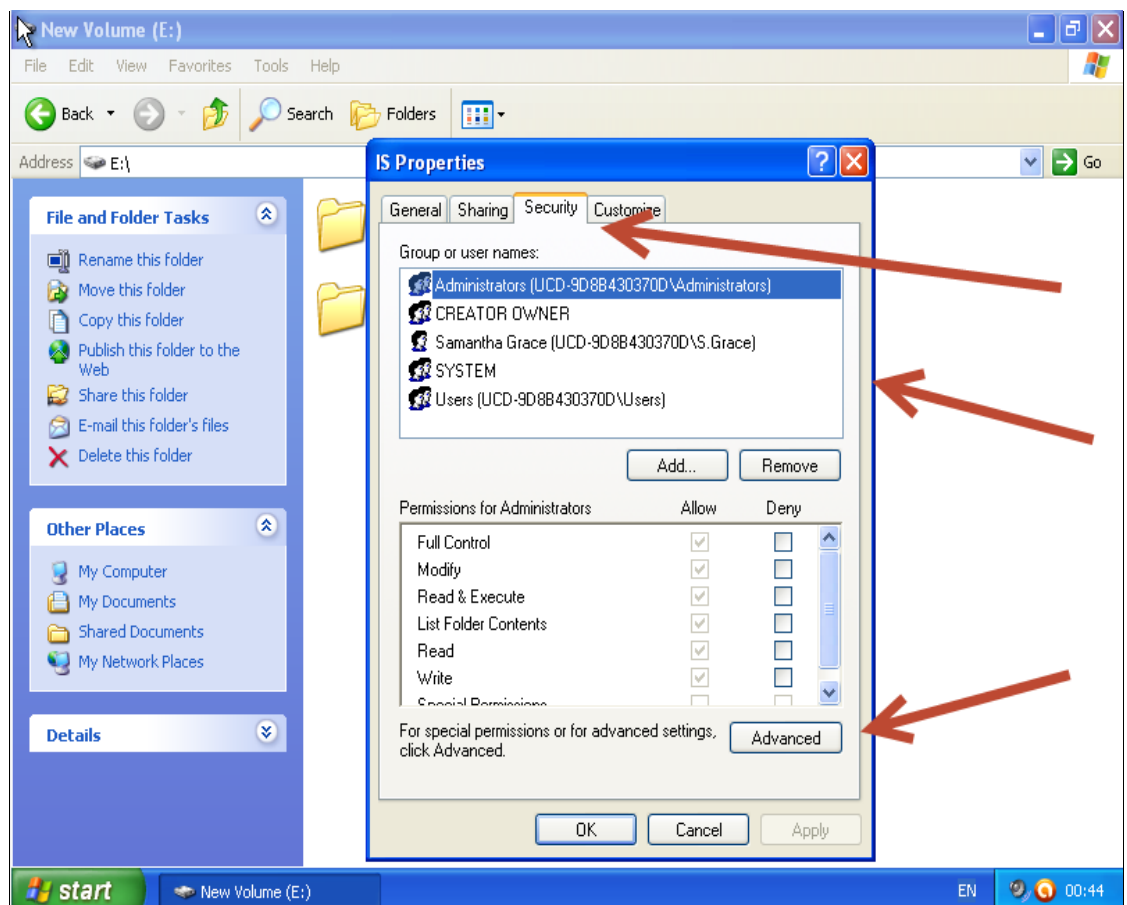 New Volume (E:)
File Edit View Favorites Tools Help
Back Search Folders
Address E:\ Go
File and Folder Tasks
Rename this folder
Move this folder
Copy this folder
Publish this folder to the
Web
Share this folder
E-mail this folder's files
Delete this folder
Other Places
My Computer
My Documents
Shared Documents
My Network Places
Details
IS Properties
General Sharing Security Customize
Group or user names:
Administrators (UCD-9D8B430370D\Administrators)
CREATOR OWNER
Samantha Grace (UCD-9D8B430370D\S.Grace)
SYSTEM
Users (UCD-9D8B430370D\Users)
Add... Remove
Permissions for Administrators Allow Deny
Full Control
Modify
Read & Execute
List Folder Contents
Read
Write
Special Permissions
For special permissions or for advanced settings,
click Advanced.
Advanced
OK Cancel Apply
start New Volume (E:) EN 00:44